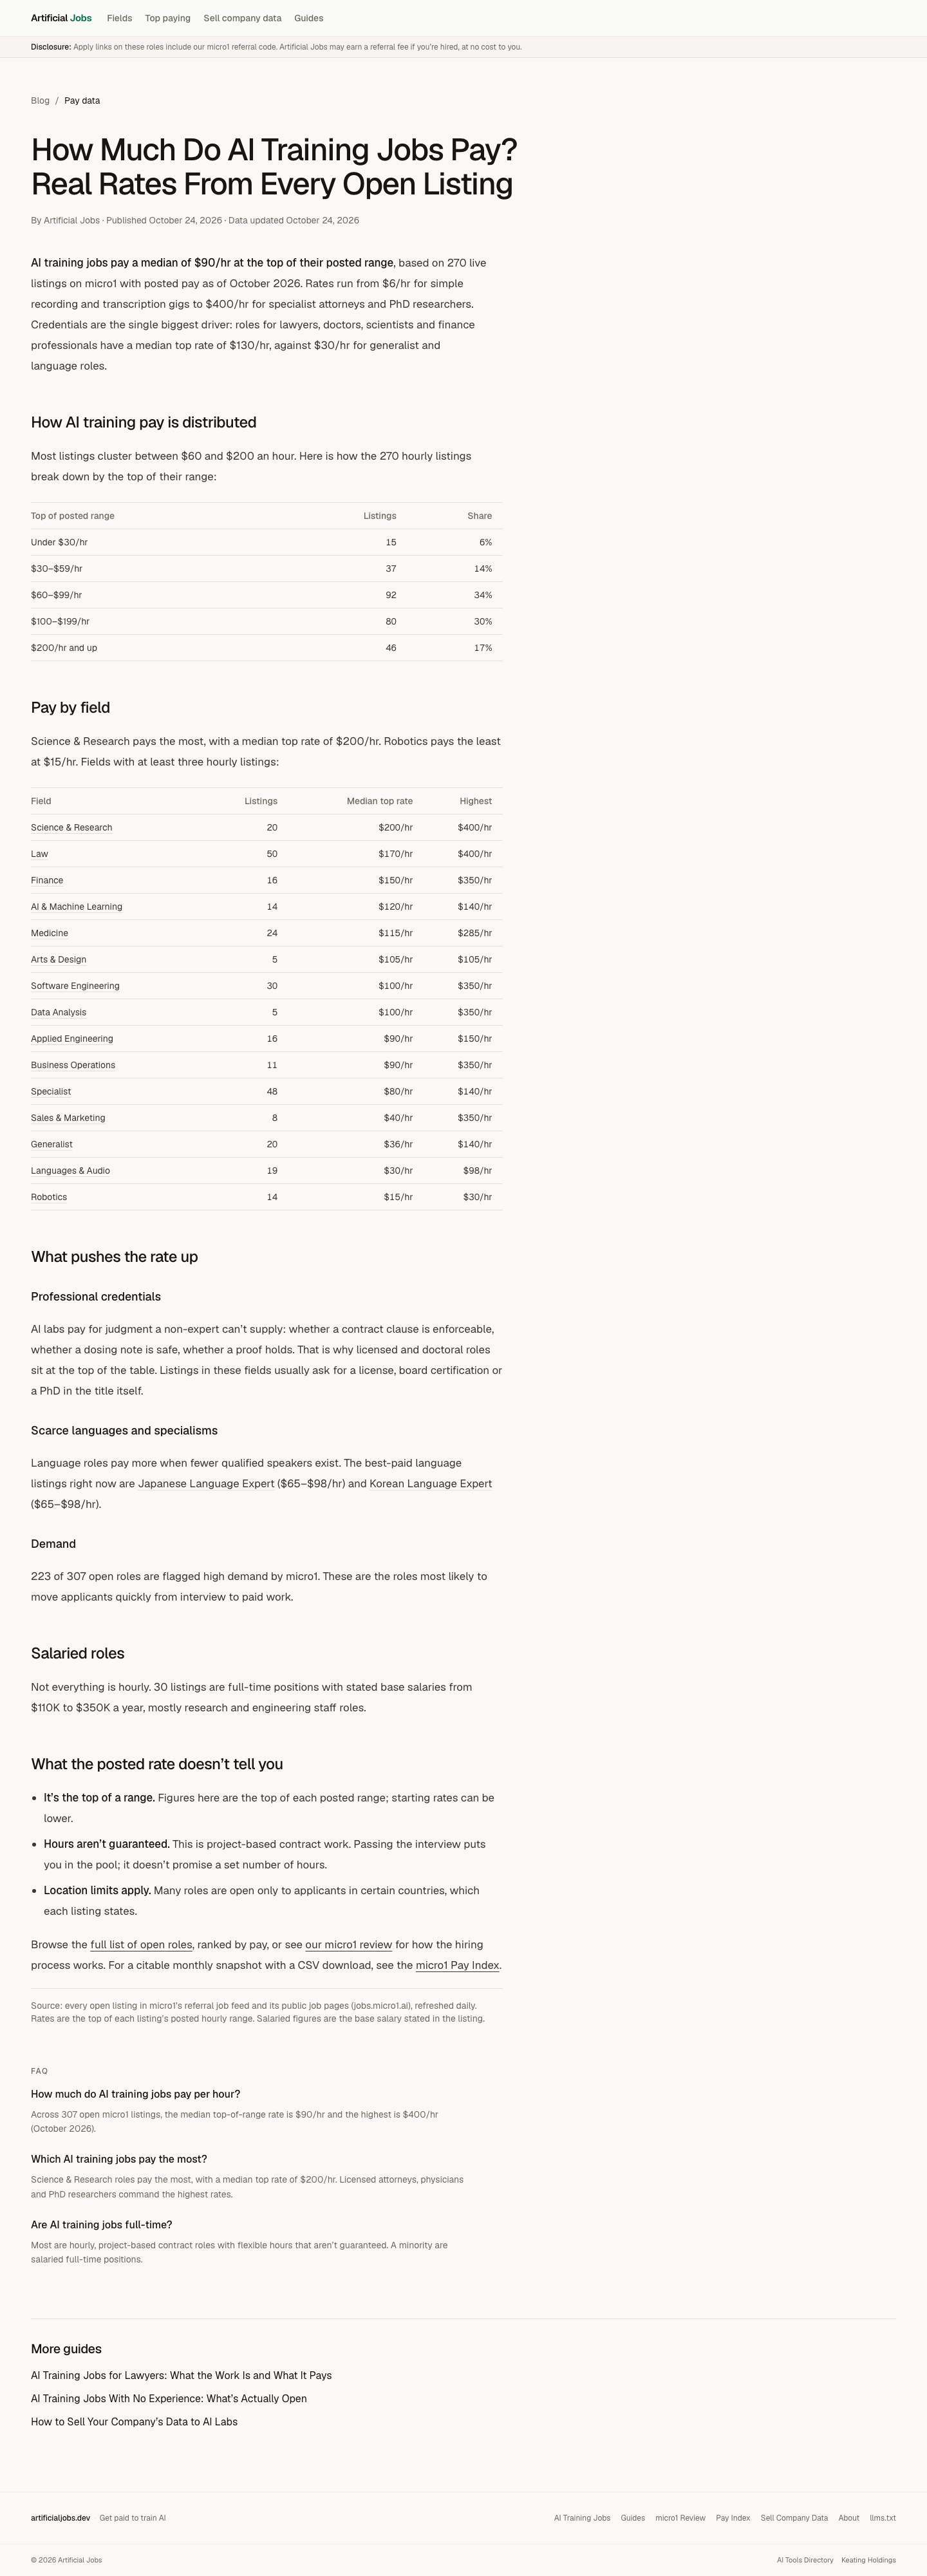 Artificial Jobs Fields Top paying Sell company data Guides
Disclosure: Apply links on these roles include our micro1 referral code. Artificial Jobs may earn a referral fee if you're hired, at no cost to you.
Blog / Pay data
How Much Do AI Training Jobs Pay?
Real Rates From Every Open Listing
By Artificial Jobs · Published October 24, 2026 · Data updated October 24, 2026
AI training jobs pay a median of $90/hr at the top of their posted range, based on 270 live
listings on micro1 with posted pay as of October 2026. Rates run from $6/hr for simple
recording and transcription gigs to $400/hr for specialist attorneys and PhD researchers.
Credentials are the single biggest driver: roles for lawyers, doctors, scientists and finance
professionals have a median top rate of $130/hr, against $30/hr for generalist and
language roles.
How AI training pay is distributed
Most listings cluster between $60 and $200 an hour. Here is how the 270 hourly listings
break down by the top of their range:
Top of posted range Listings Share
Under $30/hr 15 6%
$30–$59/hr 37 14%
$60–$99/hr 92 34%
$100–$199/hr 80 30%
$200/hr and up 46 17%
Pay by field
Science & Research pays the most, with a median top rate of $200/hr. Robotics pays the least
at $15/hr. Fields with at least three hourly listings:
Field Listings Median top rate Highest
Science & Research 20 $200/hr $400/hr
Law 50 $170/hr $400/hr
Finance 16 $150/hr $350/hr
AI & Machine Learning 14 $120/hr $140/hr
Medicine 24 $115/hr $285/hr
Arts & Design 5 $105/hr $105/hr
Software Engineering 30 $100/hr $350/hr
Data Analysis 5 $100/hr $350/hr
Applied Engineering 16 $90/hr $150/hr
Business Operations 11 $90/hr $350/hr
Specialist 48 $80/hr $140/hr
Sales & Marketing 8 $40/hr $350/hr
Generalist 20 $36/hr $140/hr
Languages & Audio 19 $30/hr $98/hr
Robotics 14 $15/hr $30/hr
What pushes the rate up
Professional credentials
AI labs pay for judgment a non-expert can't supply: whether a contract clause is enforceable,
whether a dosing note is safe, whether a proof holds. That is why licensed and doctoral roles
sit at the top of the table. Listings in these fields usually ask for a license, board certification or
a PhD in the title itself.
Scarce languages and specialisms
Language roles pay more when fewer qualified speakers exist. The best-paid language
listings right now are Japanese Language Expert ($65–$98/hr) and Korean Language Expert
($65–$98/hr).
Demand
223 of 307 open roles are flagged high demand by micro1. These are the roles most likely to
move applicants quickly from interview to paid work.
Salaried roles
Not everything is hourly. 30 listings are full-time positions with stated base salaries from
$110K to $350K a year, mostly research and engineering staff roles.
What the posted rate doesn't tell you
• It's the top of a range. Figures here are the top of each posted range; starting rates can be
lower.
• Hours aren't guaranteed. This is project-based contract work. Passing the interview puts
you in the pool; it doesn't promise a set number of hours.
• Location limits apply. Many roles are open only to applicants in certain countries, which
each listing states.
Browse the full list of open roles, ranked by pay, or see our micro1 review for how the hiring
process works. For a citable monthly snapshot with a CSV download, see the micro1 Pay Index.
Source: every open listing in micro1's referral job feed and its public job pages (jobs.micro1.ai), refreshed daily.
Rates are the top of each listing's posted hourly range. Salaried figures are the base salary stated in the listing.
FAQ
How much do AI training jobs pay per hour?
Across 307 open micro1 listings, the median top-of-range rate is $90/hr and the highest is $400/hr
(October 2026).
Which AI training jobs pay the most?
Science & Research roles pay the most, with a median top rate of $200/hr. Licensed attorneys, physicians
and PhD researchers command the highest rates.
Are AI training jobs full-time?
Most are hourly, project-based contract roles with flexible hours that aren't guaranteed. A minority are
salaried full-time positions.
More guides
AI Training Jobs for Lawyers: What the Work Is and What It Pays
AI Training Jobs With No Experience: What's Actually Open
How to Sell Your Company's Data to AI Labs
artificialjobs.dev Get paid to train AI AI Training Jobs Guides micro1 Review Pay Index Sell Company Data About llms.txt
© 2026 Artificial Jobs AI Tools Directory Keating Holdings